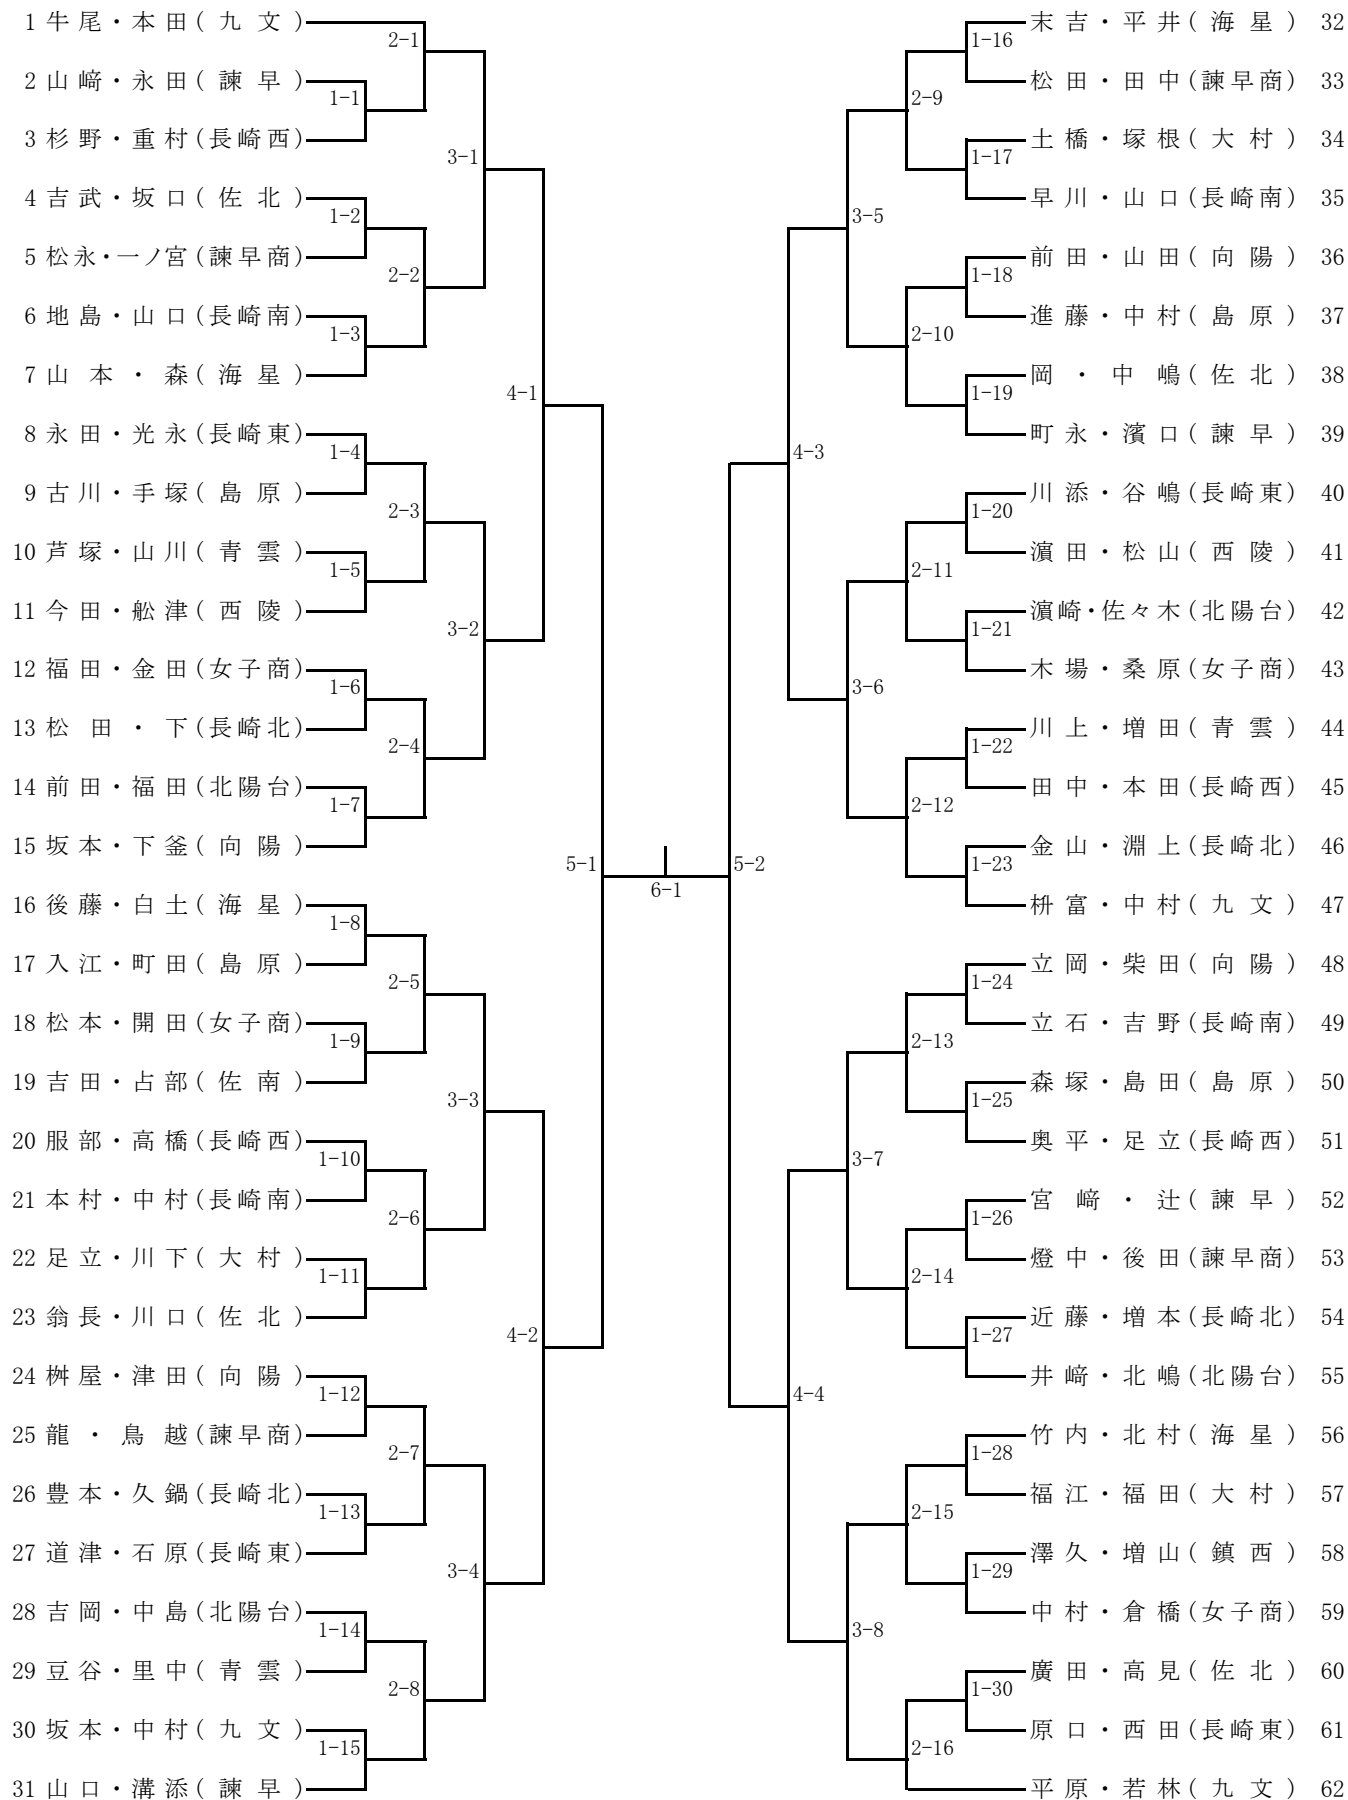 1 牛尾・本田(九文)
2-1
2 山﨑・永田(諫早)
1-1
3 杉野・重村(長崎西)
3-1
4 吉武・坂口(佐北)
1-2
5 松永・一ノ宮(諫早商)
2-2
6 地島・山口(長崎南)
1-3
7 山本・森(海星)
4-1
8 永田・光永(長崎東)
1-4
9 古川・手塚(島原)
2-3
10 芦塚・山川(青雲)
1-5
11 今田・舩津(西陵)
3-2
12 福田・金田(女子商)
1-6
13 松田・下(長崎北)
2-4
14 前田・福田(北陽台)
1-7
15 坂本・下釜(向陽)
5-1
16 後藤・白土(海星)
1-8
17 入江・町田(島原)
2-5
18 松本・開田(女子商)
1-9
19 吉田・占部(佐南)
3-3
20 服部・高橋(長崎西)
1-10
21 本村・中村(長崎南)
2-6
22 足立・川下(大村)
1-11
23 翁長・川口(佐北)
4-2
24 桝屋・津田(向陽)
1-12
25 龍・鳥越(諫早商)
2-7
26 豊本・久鍋(長崎北)
1-13
27 道津・石原(長崎東)
3-4
28 吉岡・中島(北陽台)
1-14
29 豆谷・里中(青雲)
2-8
30 坂本・中村(九文)
1-15
31 山口・溝添(諫早)
6-1
末吉・平井(海星) 32
1-16
松田・田中(諫早商) 33
2-9
土橋・塚根(大村) 34
1-17
早川・山口(長崎南) 35
3-5
前田・山田(向陽) 36
1-18
進藤・中村(島原) 37
2-10
岡・中嶋(佐北) 38
1-19
町永・濱口(諫早) 39
4-3
川添・谷嶋(長崎東) 40
1-20
濵田・松山(西陵) 41
2-11
濵崎・佐々木(北陽台) 42
1-21
木場・桑原(女子商) 43
3-6
川上・増田(青雲) 44
1-22
田中・本田(長崎西) 45
2-12
金山・淵上(長崎北) 46
1-23
枡富・中村(九文) 47
5-2
立岡・柴田(向陽) 48
1-24
立石・吉野(長崎南) 49
2-13
森塚・島田(島原) 50
1-25
奥平・足立(長崎西) 51
3-7
宮﨑・辻(諫早) 52
1-26
燈中・後田(諫早商) 53
2-14
近藤・増本(長崎北) 54
1-27
井﨑・北嶋(北陽台) 55
4-4
竹内・北村(海星) 56
1-28
福江・福田(大村) 57
2-15
澤久・増山(鎮西) 58
1-29
中村・倉橋(女子商) 59
3-8
廣田・高見(佐北) 60
1-30
原口・西田(長崎東) 61
2-16
平原・若林(九文) 62